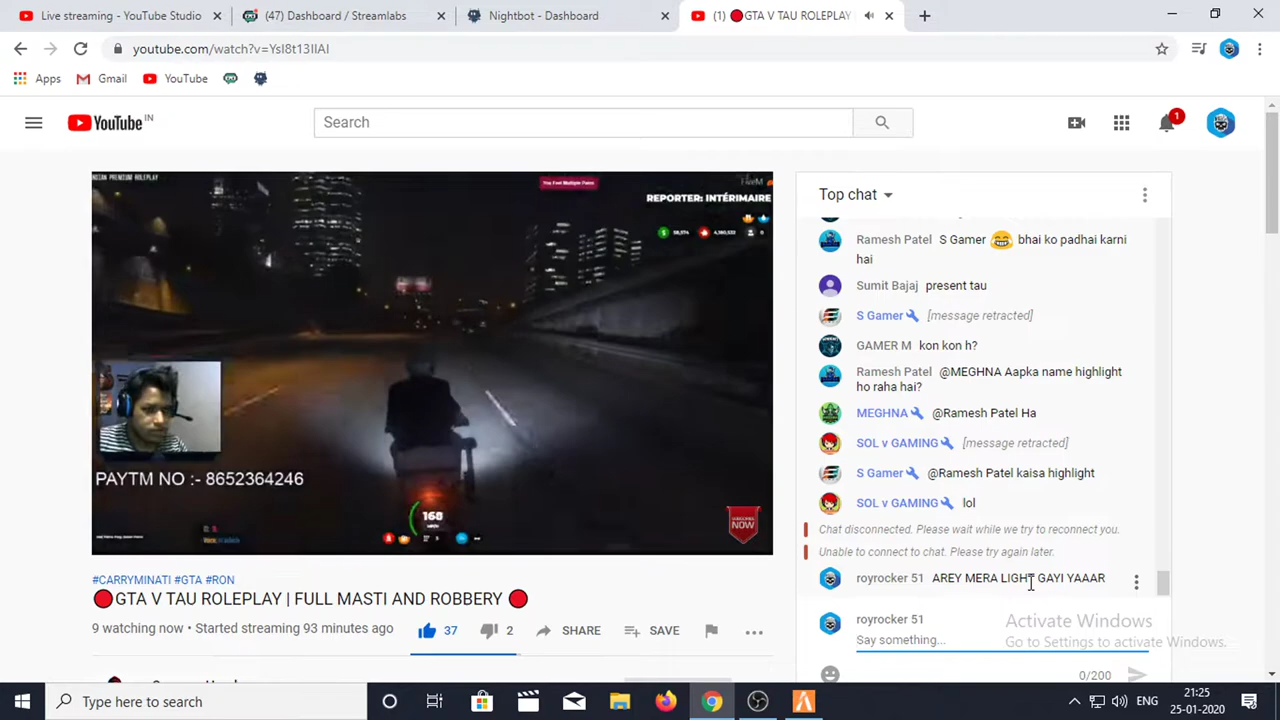 Live streaming - YouTube Studio
(47) Dashboard / Streamlabs
Nightbot - Dashboard
(1) 🔴GTA V TAU ROLEPLAY
youtube.com/watch?v=YsI8t13IIAI
Apps
Gmail
YouTube
YouTube IN
Search
1
INDIAN PREMIUM ROLEPLAY
FiveM
REPORTER: INTÉRIMAIRE
168
PAYTM NO :- 8652364246
NOW
#CARRYMINATI #GTA #RON
🔴GTA V TAU ROLEPLAY | FULL MASTI AND ROBBERY 🔴
9 watching now • Started streaming 93 minutes ago
37
2
SHARE
SAVE
Top chat
Ramesh Patel S Gamer 😂 bhai ko padhai karni
hai
Sumit Bajaj present tau
S Gamer [message retracted]
GAMER M kon kon h?
Ramesh Patel @MEGHNA Aapka name highlight
ho raha hai?
MEGHNA @Ramesh Patel Ha
SOL v GAMING [message retracted]
S Gamer @Ramesh Patel kaisa highlight
SOL v GAMING lol
Chat disconnected. Please wait while we try to reconnect you.
Unable to connect to chat. Please try again later.
royrocker 51 AREY MERA LIGHT GAYI YAAAR
royrocker 51
Say something...
0/200
Activate Windows
Go to Settings to activate Windows.
Type here to search
ENG
21:25
25-01-2020